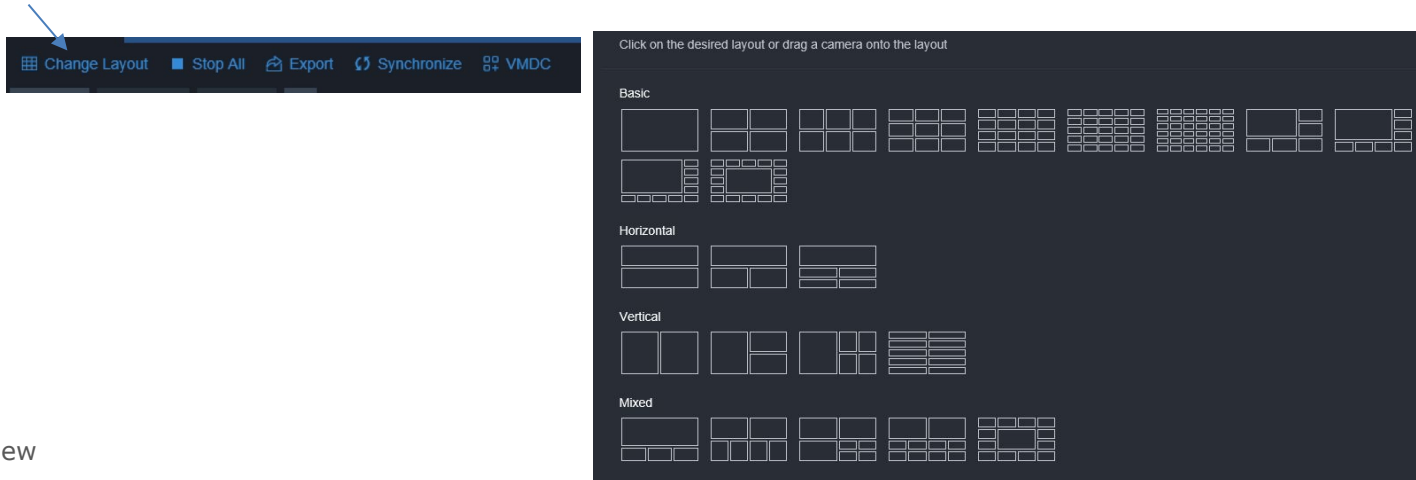 Change Layout Stop All Export Synchronize VMDC
Click on the desired layout or drag a camera onto the layout
Basic
Horizontal
Vertical
Mixed
ew